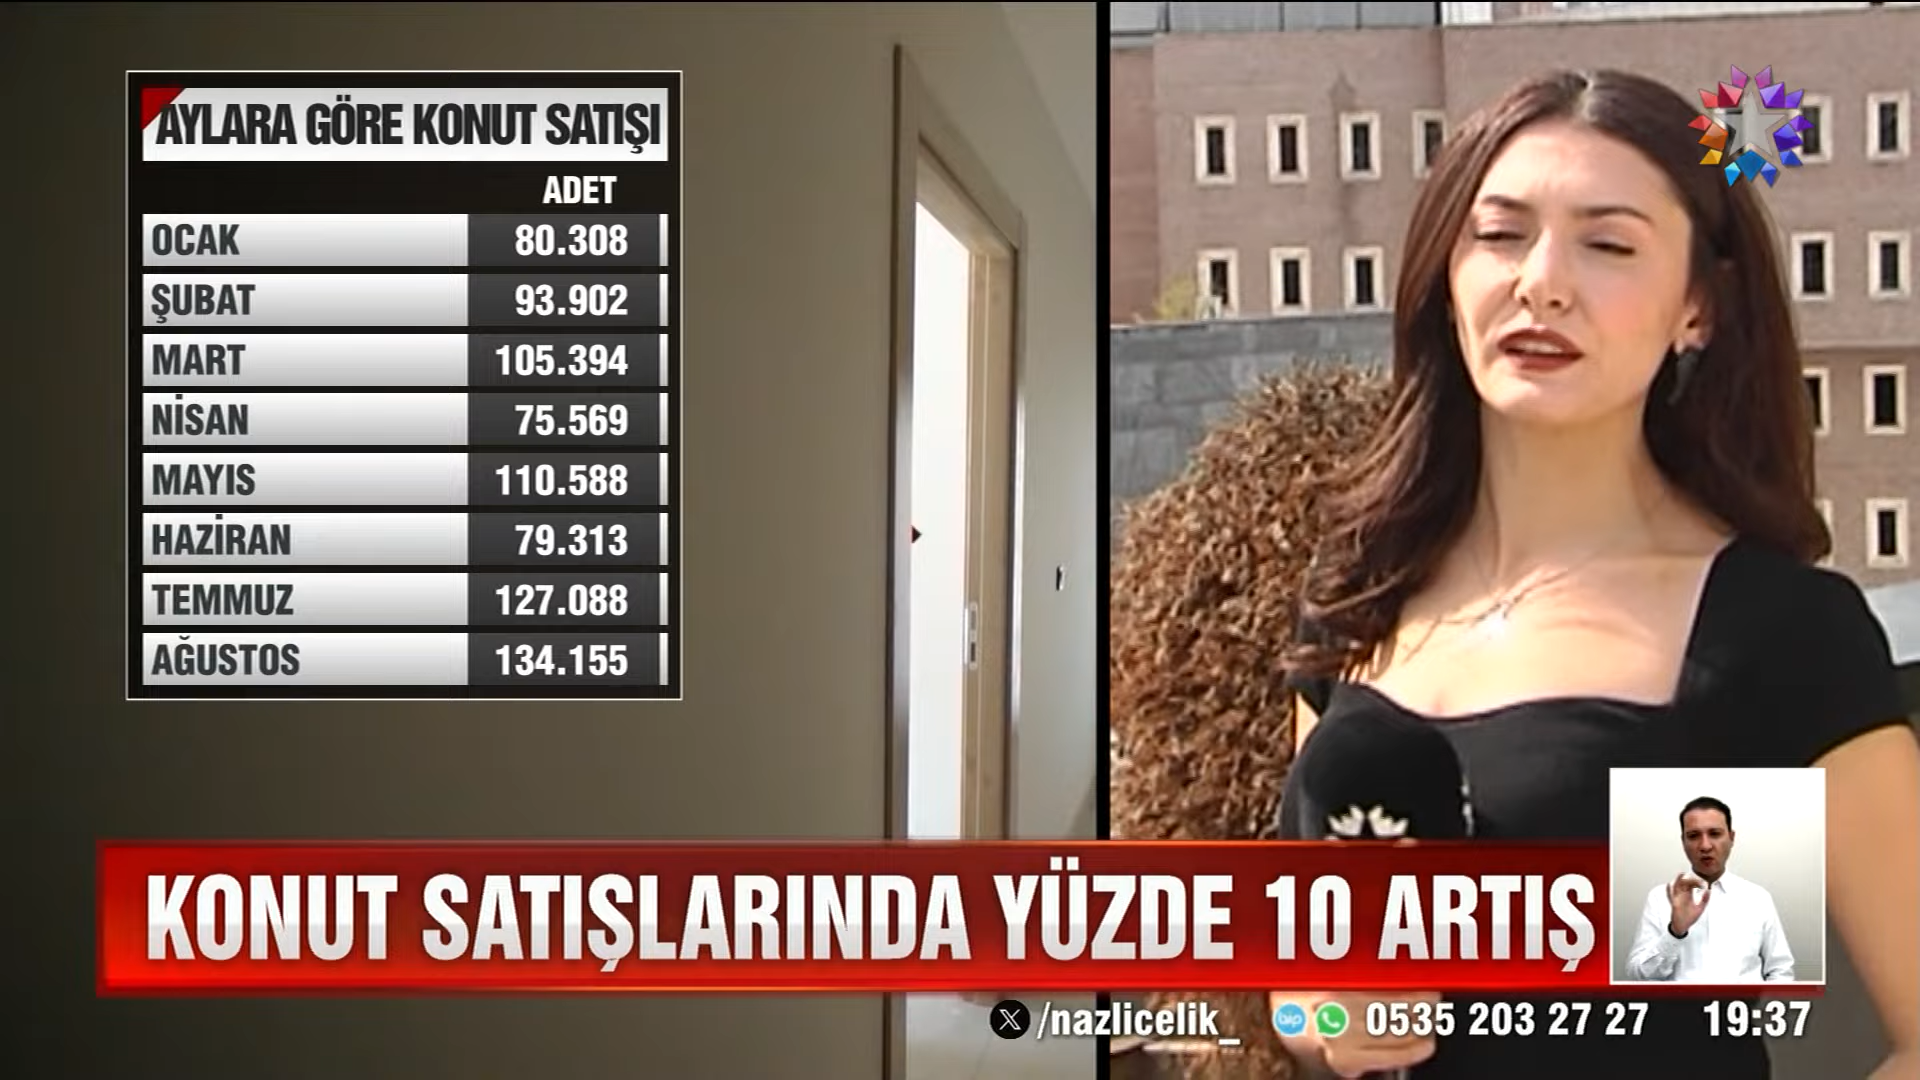 AYLARA GÖRE KONUT SATIŞI
ADET
OCAK 80.308
ŞUBAT 93.902
MART 105.394
NİSAN 75.569
MAYIS 110.588
HAZİRAN 79.313
TEMMUZ 127.088
AĞUSTOS 134.155
KONUT SATIŞLARINDA YÜZDE 10 ARTIŞ
X /nazlicelik_ bip 0535 203 27 27 19:37